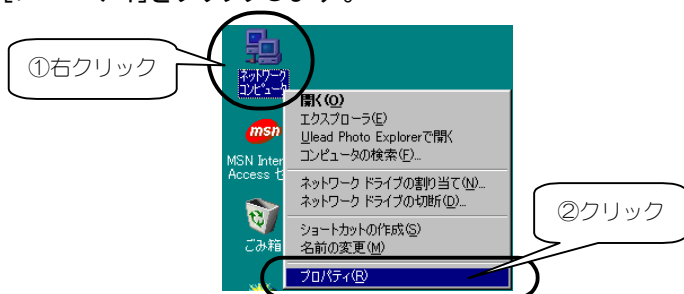 をクリックします。
①右クリック
ネットワーク
コンピュータ
開く(O)
エクスプローラ(E)
Ulead Photo Explorerで開く
コンピュータの検索(F)...
msn
MSN Inter
Access セ
ネットワーク ドライブの割り当て(N)...
ネットワーク ドライブの切断(D)...
②クリック
ショートカットの作成(S)
名前の変更(M)
ごみ箱
プロパティ(R)